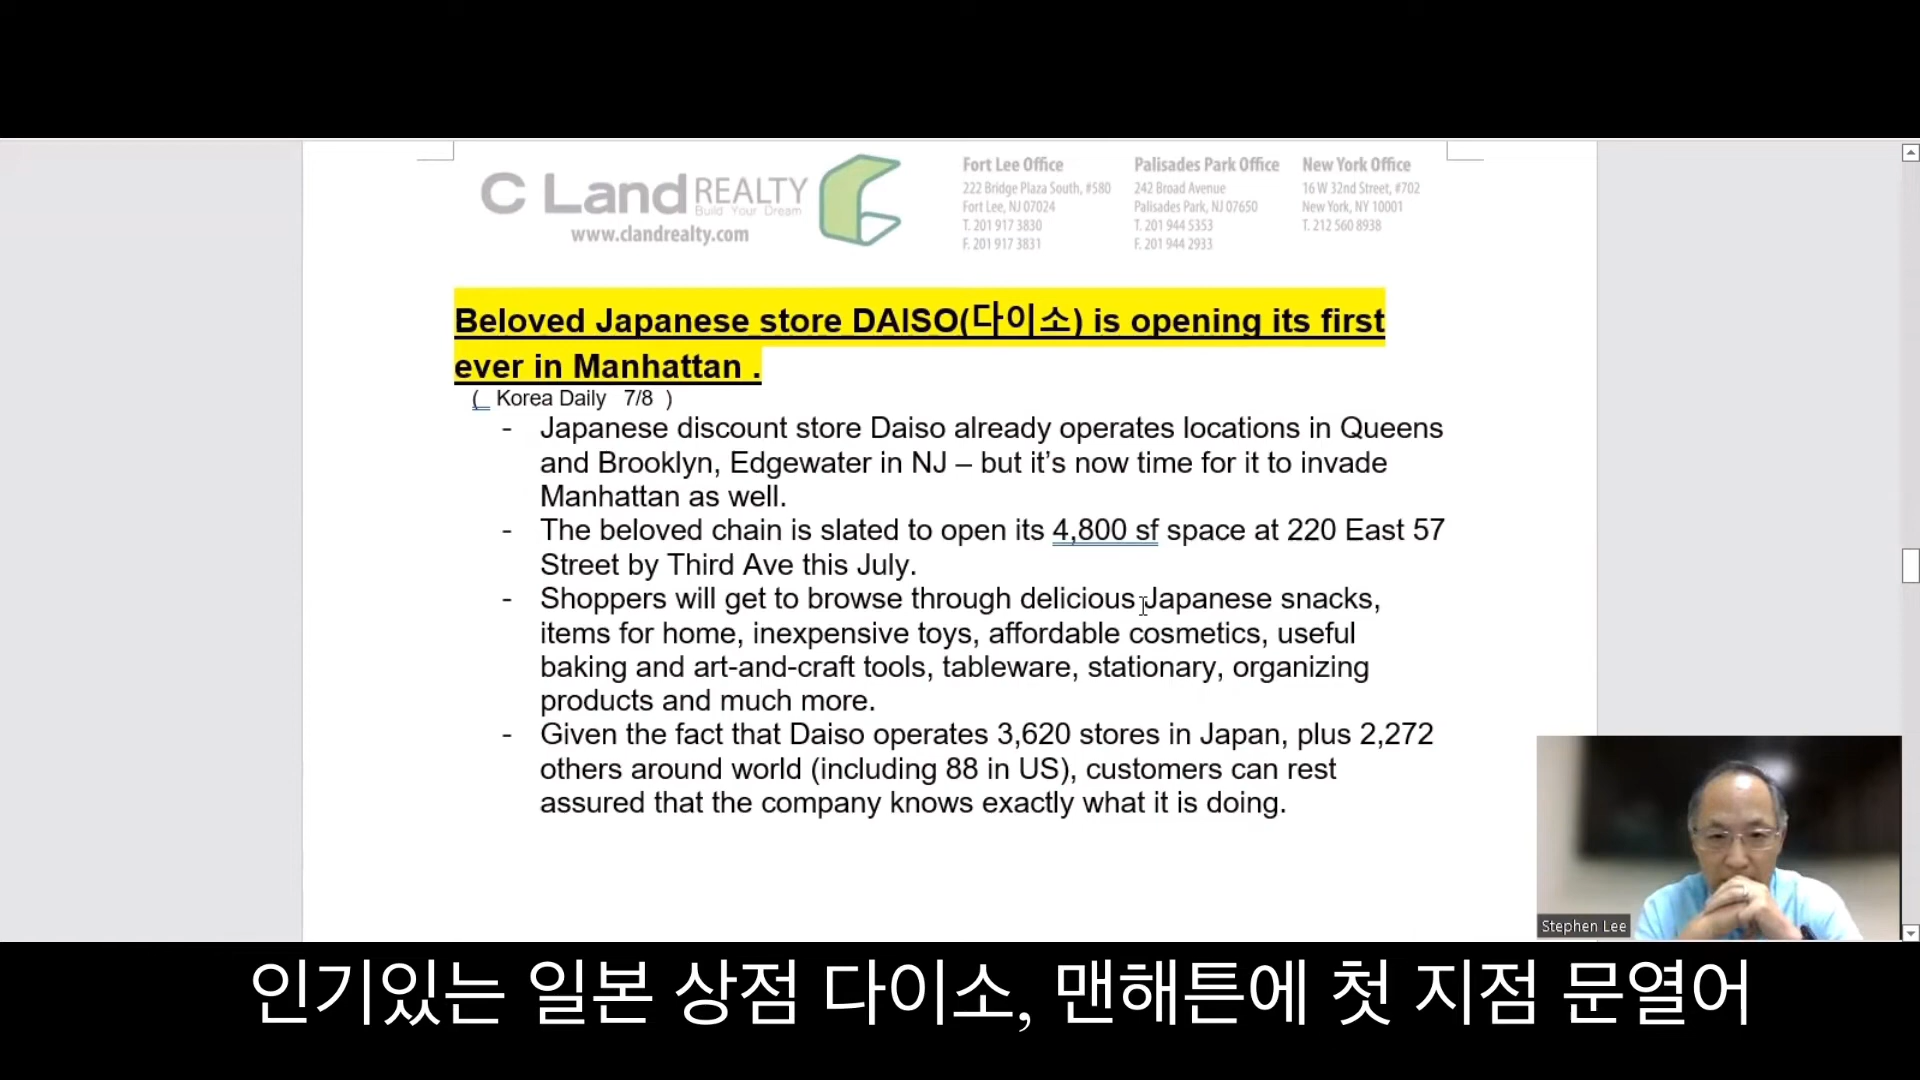 C Land REALTY
Build Your Dream
www.clandrealty.com
Fort Lee Office
222 Bridge Plaza South, #580
Fort Lee, NJ 07024
T. 201 917 3830
F. 201 917 3831
Palisades Park Office
242 Broad Avenue
Palisades Park, NJ 07650
T. 201 944 5353
F. 201 944 2933
New York Office
16 W 32nd Street, #702
New York, NY 10001
T. 212 560 8938
Beloved Japanese store DAISO(다이소) is opening its first
ever in Manhattan .
( Korea Daily 7/8 )
- Japanese discount store Daiso already operates locations in Queens
and Brooklyn, Edgewater in NJ – but it’s now time for it to invade
Manhattan as well.
- The beloved chain is slated to open its 4,800 sf space at 220 East 57
Street by Third Ave this July.
- Shoppers will get to browse through delicious Japanese snacks,
items for home, inexpensive toys, affordable cosmetics, useful
baking and art-and-craft tools, tableware, stationary, organizing
products and much more.
- Given the fact that Daiso operates 3,620 stores in Japan, plus 2,272
others around world (including 88 in US), customers can rest
assured that the company knows exactly what it is doing.
Stephen Lee
인기있는 일본 상점 다이소, 맨해튼에 첫 지점 문열어